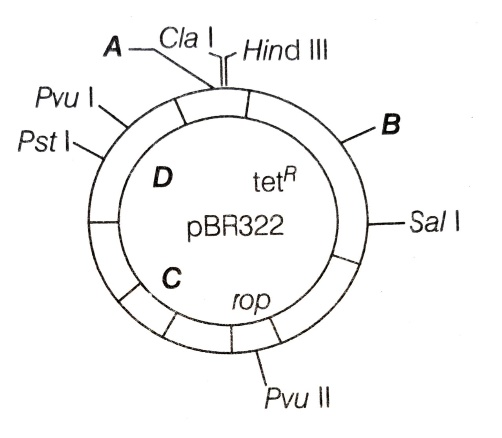 A
Cla I
Hind III
Pvu I
Pst I
B
D
tet^R
pBR322
Sal I
C
rop
Pvu II